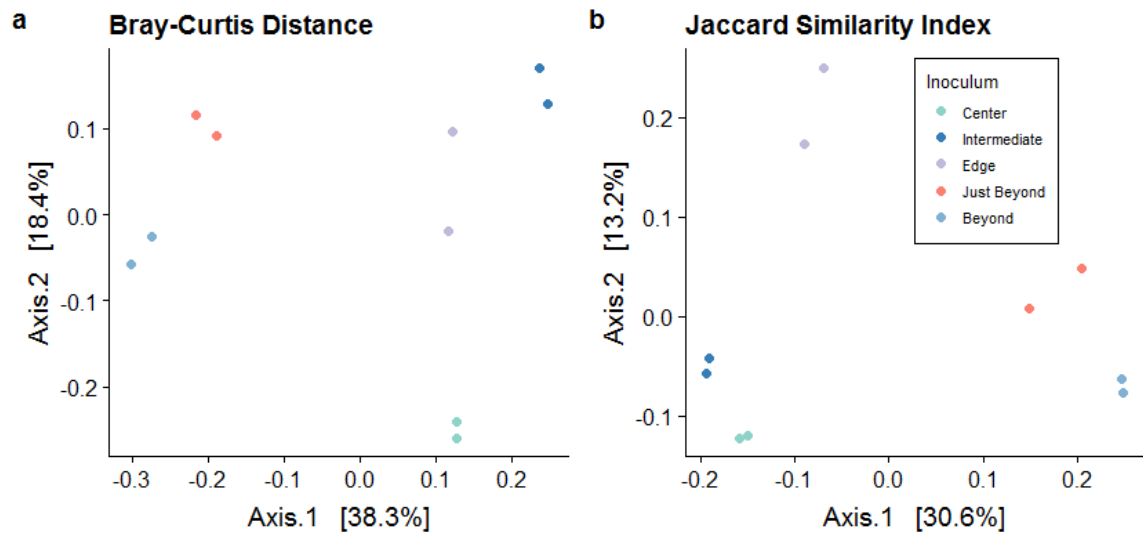 a
Bray-Curtis Distance
0.1
0.0
-0.1
-0.2
Axis.2 [18.4%]
-0.3
-0.2
-0.1
0.0
0.1
0.2
Axis.1 [38.3%]
b
Jaccard Similarity Index
0.2
0.1
0.0
-0.1
Axis.2 [13.2%]
-0.2
-0.1
0.0
0.1
0.2
Axis.1 [30.6%]
Inoculum
Center
Intermediate
Edge
Just Beyond
Beyond